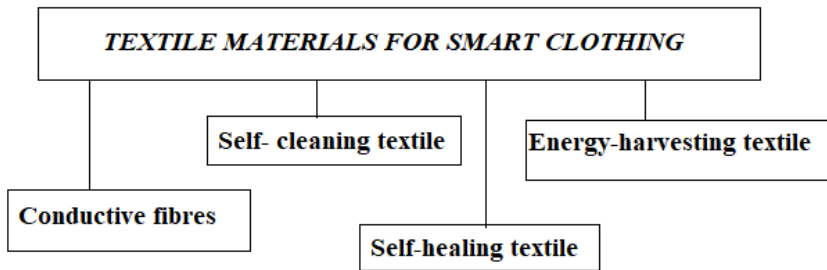 TEXTILE MATERIALS FOR SMART CLOTHING
Self- cleaning textile
Energy-harvesting textile
Conductive fibres
Self-healing textile